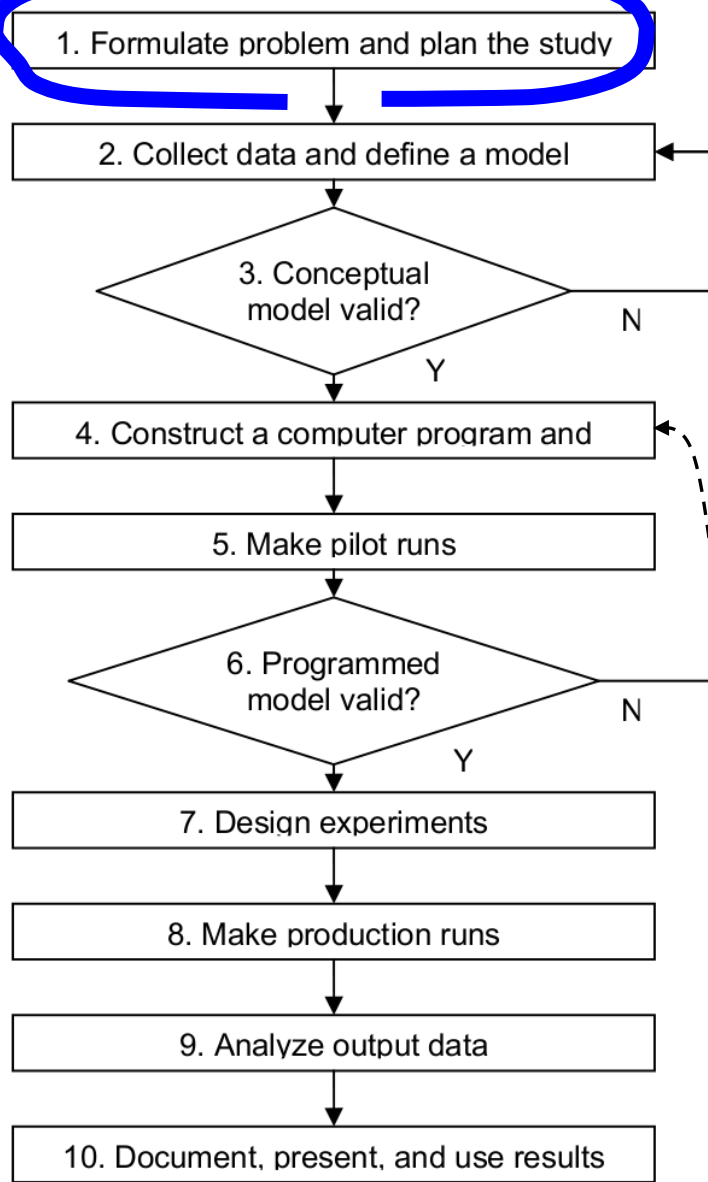 1. Formulate problem and plan the study
2. Collect data and define a model
3. Conceptual
model valid?
N
Y
4. Construct a computer program and
5. Make pilot runs
6. Programmed
model valid?
N
Y
7. Design experiments
8. Make production runs
9. Analyze output data
10. Document, present, and use results